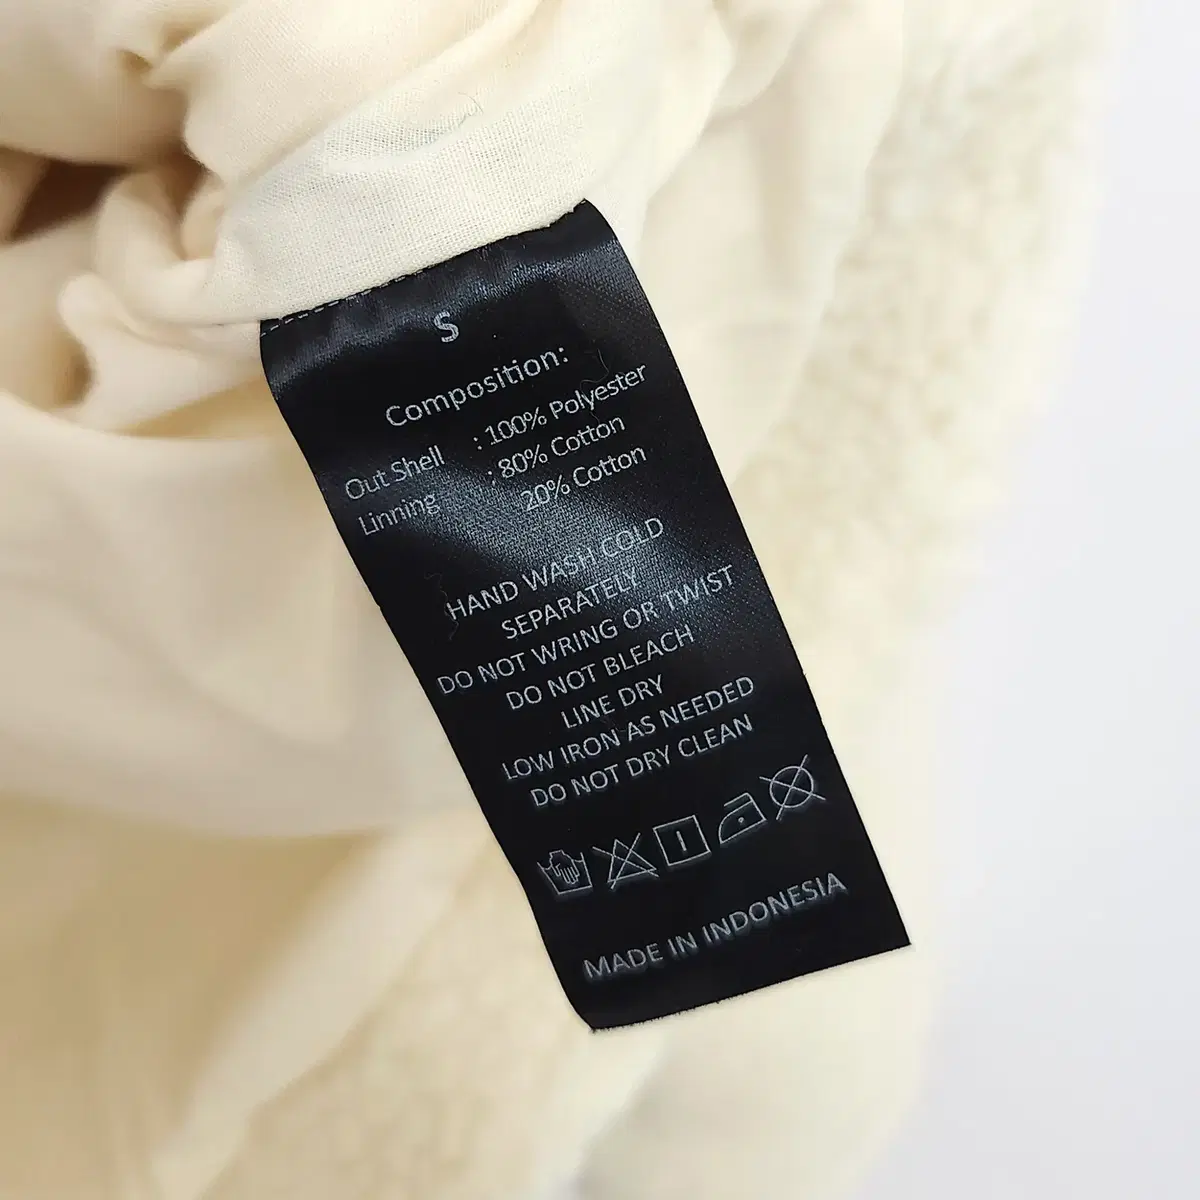 S
Composition:
Out Shell : 100% Polyester
Linning : 80% Cotton
20% Cotton
HAND WASH COLD
SEPARATELY
DO NOT WRING OR TWIST
DO NOT BLEACH
LINE DRY
LOW IRON AS NEEDED
DO NOT DRY CLEAN
MADE IN INDONESIA